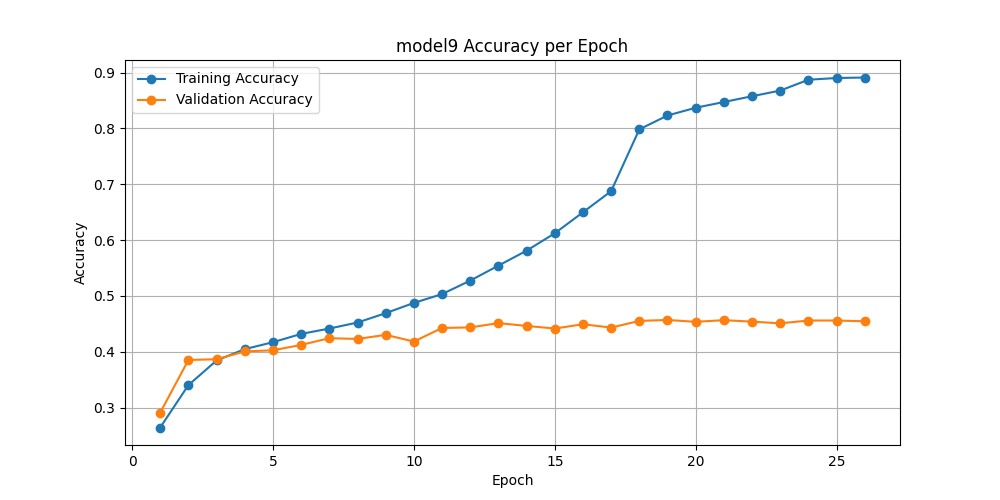 model9 Accuracy per Epoch
Training Accuracy
Validation Accuracy
Accuracy
0.9
0.8
0.7
0.6
0.5
0.4
0.3
0 5 10 15 20 25
Epoch